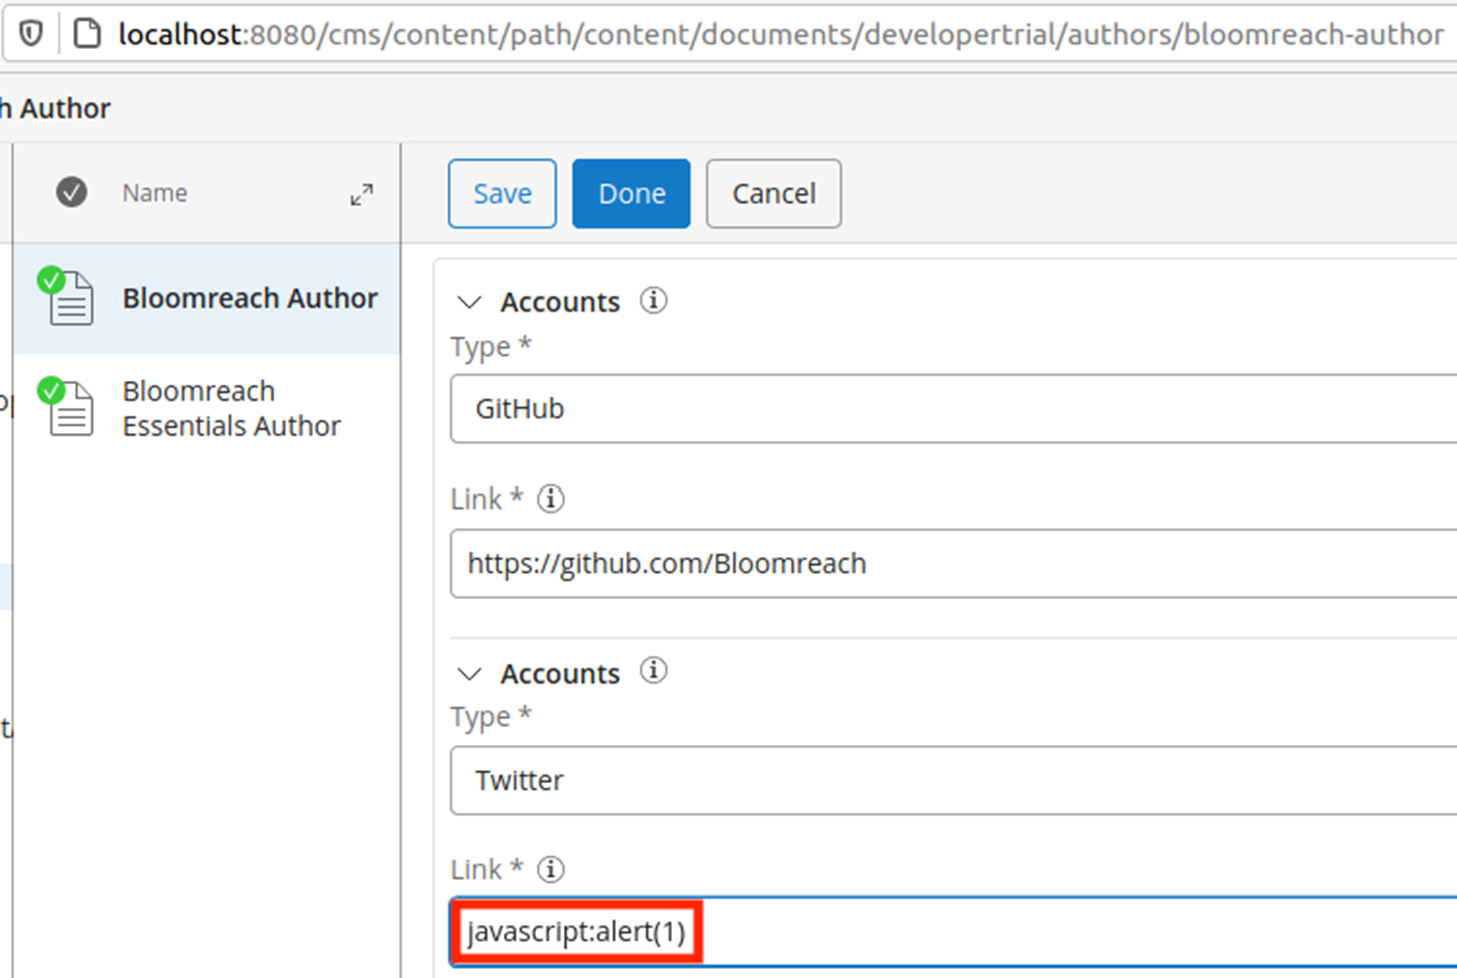 localhost:8080/cms/content/path/content/documents/developertrial/authors/bloomreach-author
h Author
Name
Save Done Cancel
Bloomreach Author
Bloomreach
Essentials Author
Accounts
Type *
GitHub
Link *
https://github.com/Bloomreach
Accounts
Type *
Twitter
Link *
javascript:alert(1)